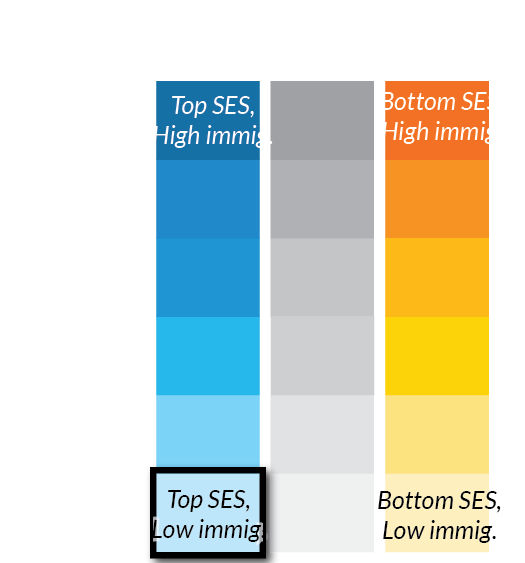 Top SES,
High immig.
Bottom SES,
High immig.
Top SES,
Low immig.
Bottom SES,
Low immig.